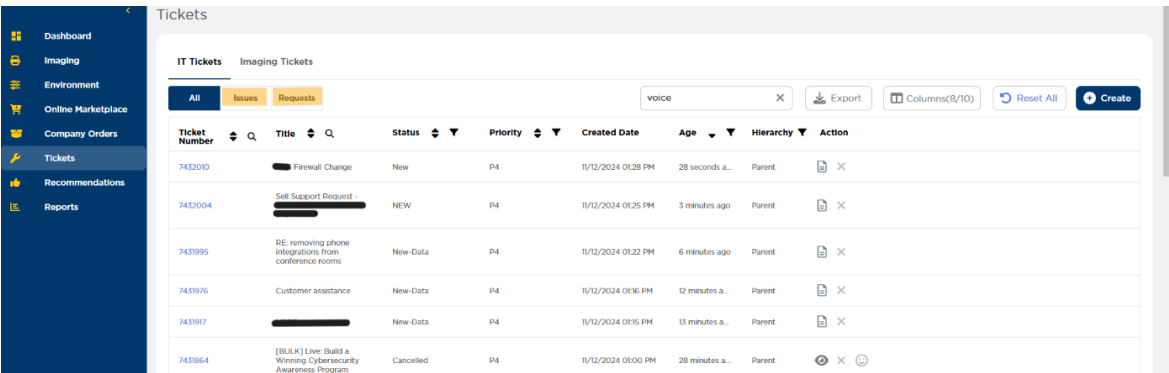 Tickets
Dashboard
Imaging
Environment
Online Marketplace
Company Orders
Tickets
Recommendations
Reports
IT Tickets Imaging Tickets
All Issues Requests voice Export Columns(8/10) Reset All Create
Ticket Number Title Status Priority Created Date Age Hierarchy Action
7432010 Firewall Change New P4 11/12/2024 01:28 PM 28 seconds a... Parent
7432004 Sell Support Request - NEW P4 11/12/2024 01:25 PM 3 minutes ago Parent
7431995 RE: removing phone integrations from conference rooms New-Data P4 11/12/2024 01:22 PM 6 minutes ago Parent
7431976 Customer assistance New-Data P4 11/12/2024 01:16 PM 12 minutes a... Parent
7431917 New-Data P4 11/12/2024 01:15 PM 13 minutes a... Parent
7431864 [BULK] Live: Build a Winning Cybersecurity Awareness Program Cancelled P4 11/12/2024 01:00 PM 28 minutes a... Parent